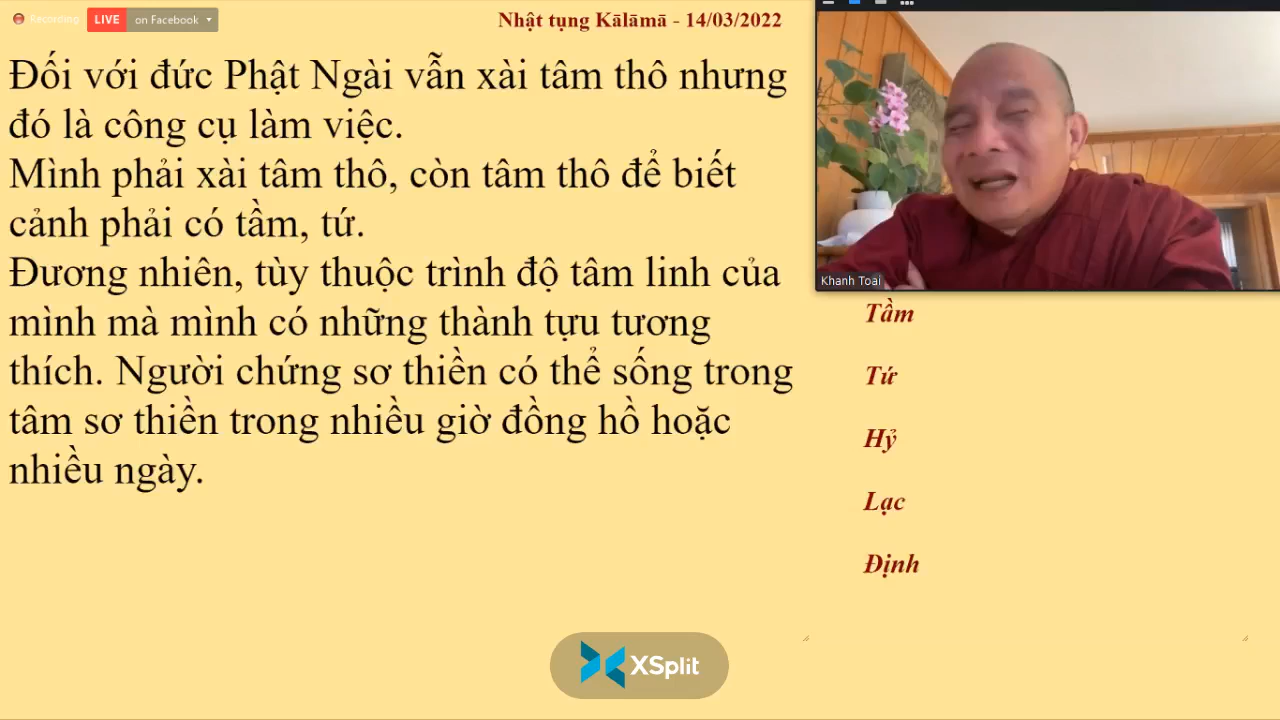 Recording
LIVE on Facebook
Nhật tụng Kālāmā - 14/03/2022
Đối với đức Phật Ngài vẫn xài tâm thô nhưng
đó là công cụ làm việc.
Mình phải xài tâm thô, còn tâm thô để biết
cảnh phải có tầm, tứ.
Đương nhiên, tùy thuộc trình độ tâm linh của
mình mà mình có những thành tựu tương
thích. Người chứng sơ thiền có thể sống trong
tâm sơ thiền trong nhiều giờ đồng hồ hoặc
nhiều ngày.
Khanh Toai
Tầm
Tứ
Hỷ
Lạc
Định
XSplit